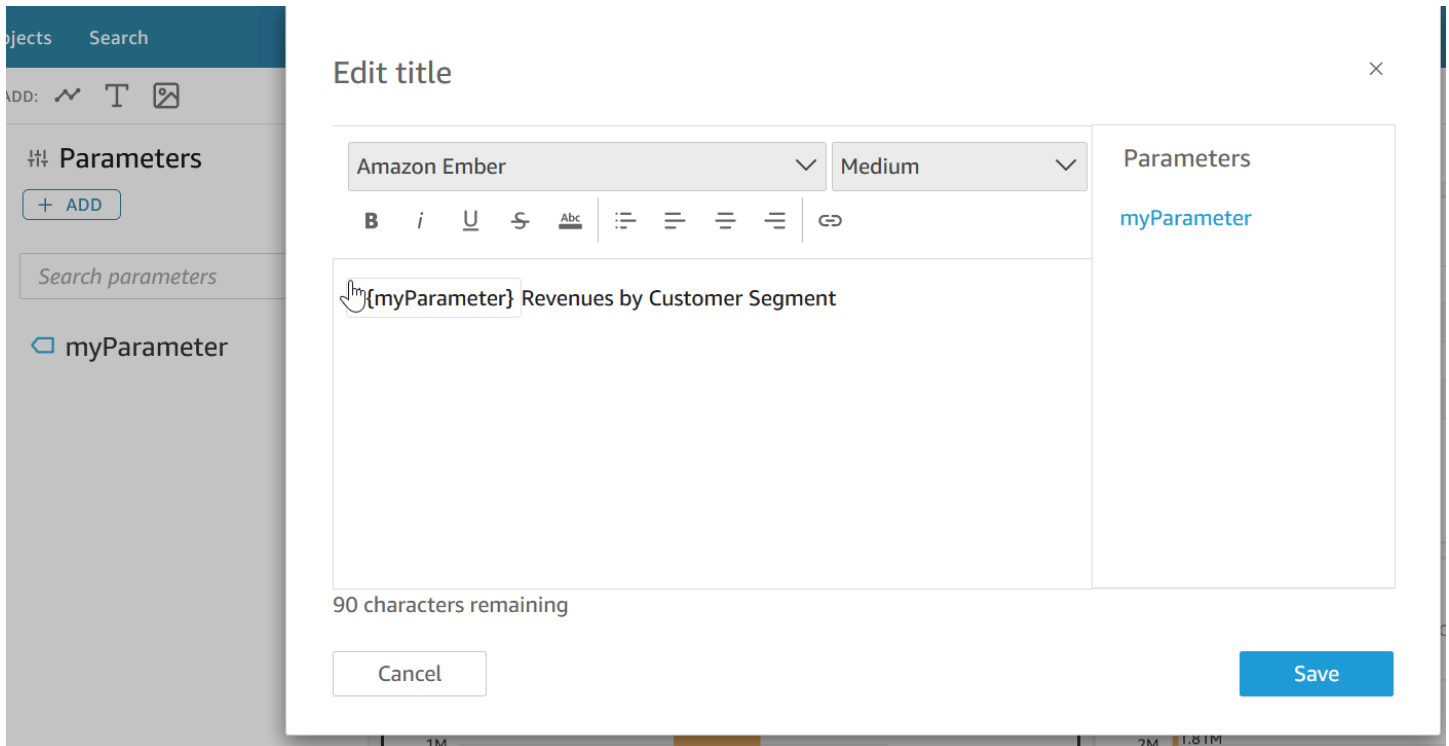 ojects Search
ADD:
Parameters
+ ADD
Search parameters
myParameter
Edit title
Amazon Ember
Medium
B i U S Abc
{myParameter} Revenues by Customer Segment
90 characters remaining
Parameters
myParameter
Cancel
Save
1M
2M
1.81M